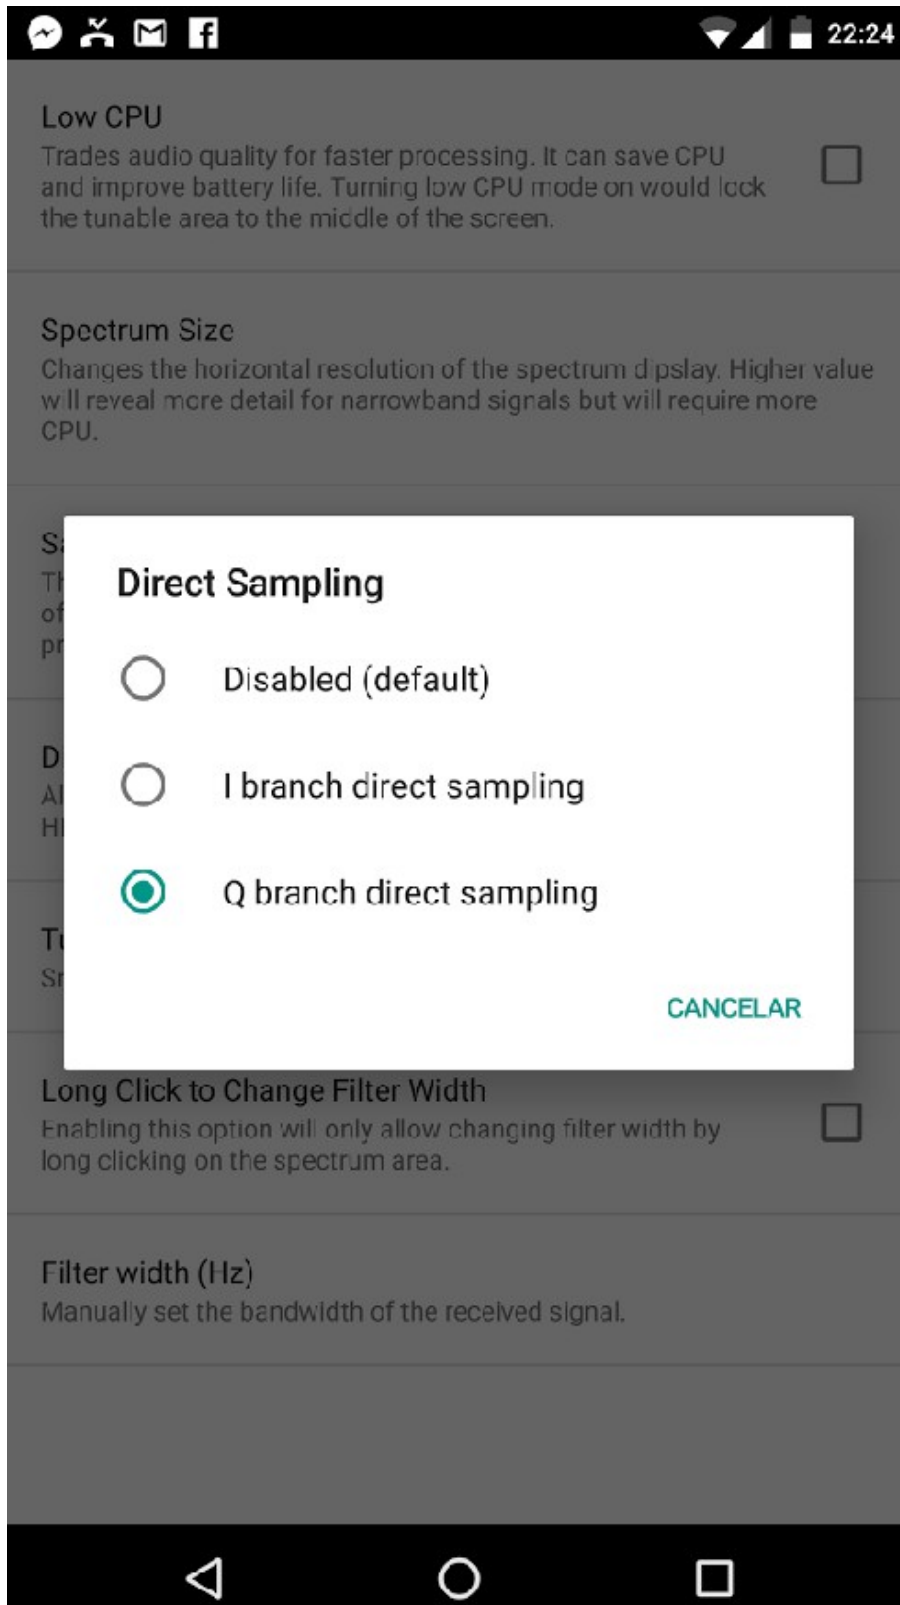 22:24
Low CPU
Trades audio quality for faster processing. It can save CPU
and improve battery life. Turning low CPU mode on would lock
the tunable area to the middle of the screen.
Spectrum Size
Changes the horizontal resolution of the spectrum dipslay. Higher value
will reveal more detail for narrowband signals but will require more
CPU.
Direct Sampling
Disabled (default)
I branch direct sampling
Q branch direct sampling
CANCELAR
Long Click to Change Filter Width
Enabling this option will only allow changing filter width by
long clicking on the spectrum area.
Filter width (Hz)
Manually set the bandwidth of the received signal.